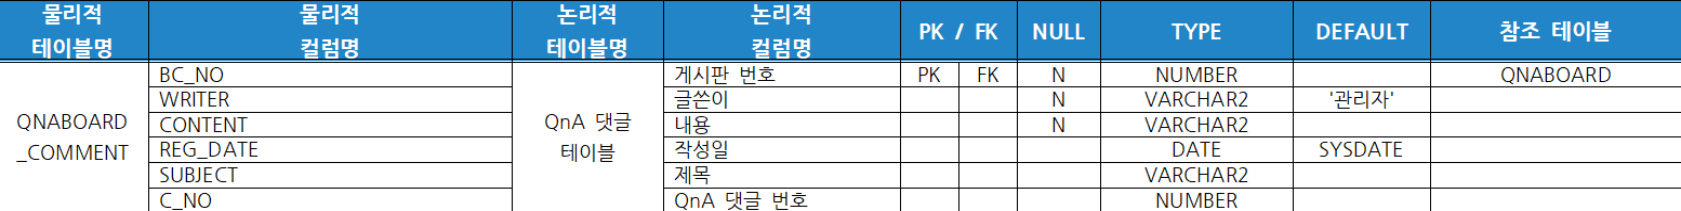 물리적 테이블명 물리적 컬럼명 논리적 테이블명 논리적 컬럼명 PK / FK NULL TYPE DEFAULT 참조 테이블
QNABOARD_COMMENT BC_NO QnA 댓글 테이블 게시판 번호 PK FK N NUMBER QNABOARD
WRITER 글쓴이 N VARCHAR2 '관리자'
CONTENT 내용 N VARCHAR2
REG_DATE 작성일 DATE SYSDATE
SUBJECT 제목 VARCHAR2
C_NO QnA 댓글 번호 NUMBER